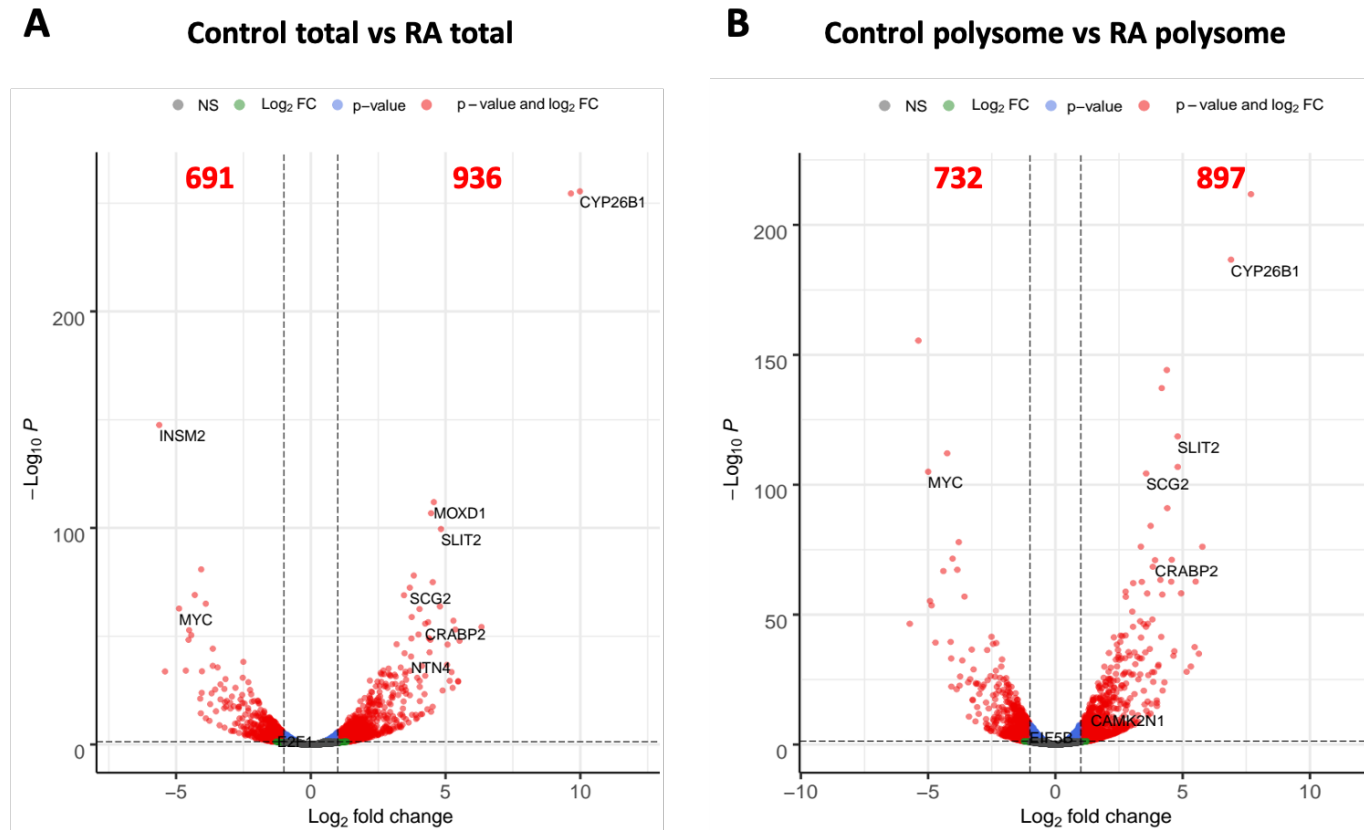 A
Control total vs RA total
NS Log2 FC p−value p − value and log2 FC
691
936
CYP26B1
200
INSM2
MOXD1
100
SLIT2
SCG2
MYC
CRABP2
NTN4
E2F1
0
−Log10 P
−5 0 5 10
Log2 fold change
B
Control polysome vs RA polysome
NS Log2 FC p−value p − value and log2 FC
732
897
200
CYP26B1
150
SLIT2
MYC
SCG2
100
CRABP2
50
CAMK2N1
EIF5B
0
−Log10 P
−10 −5 0 5 10
Log2 fold change